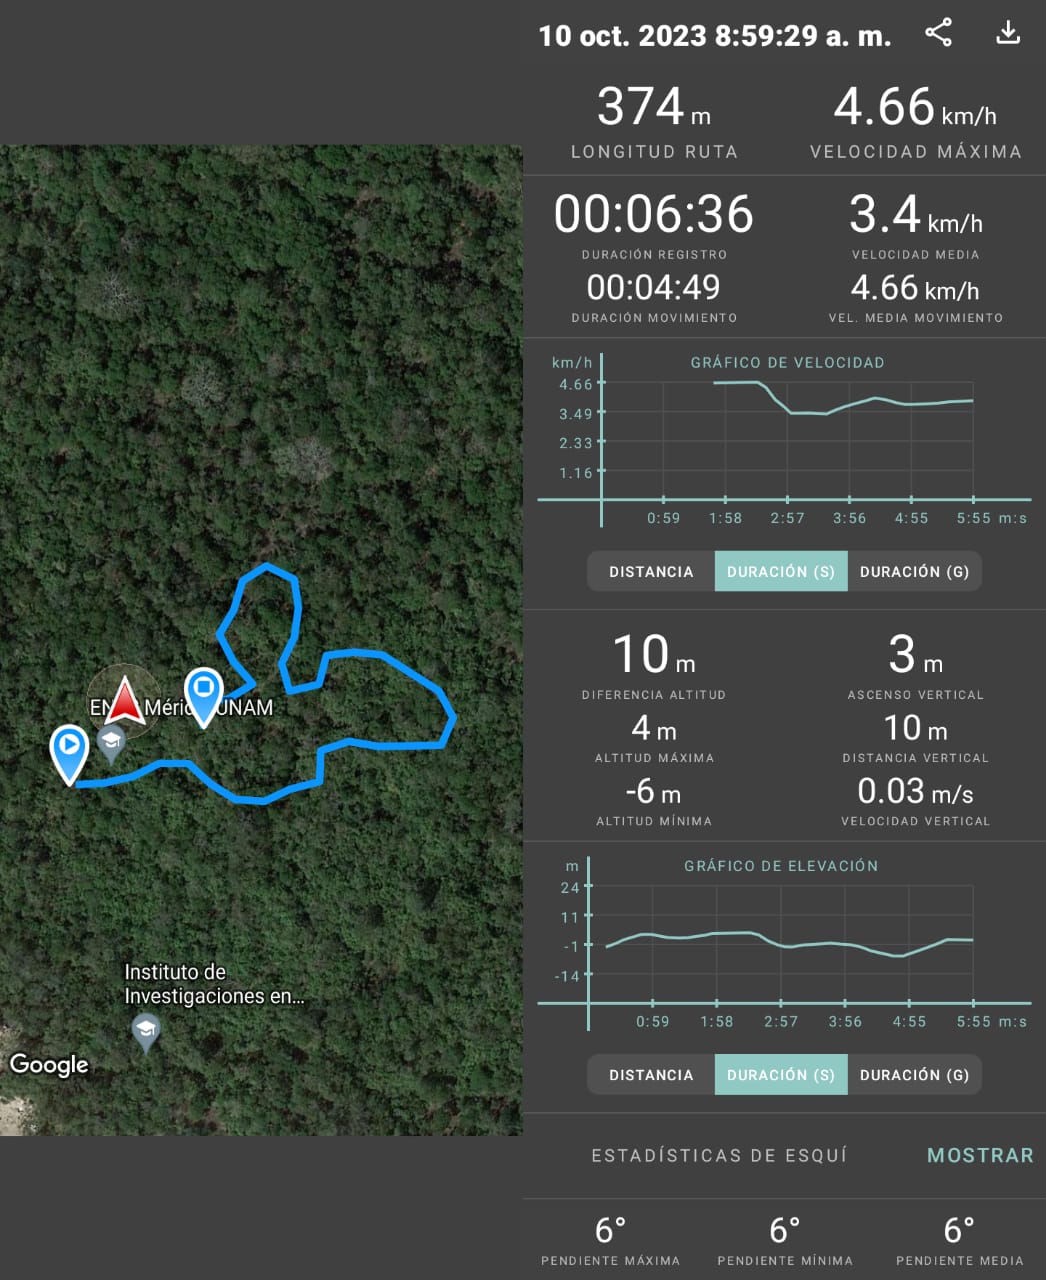 EN
Mérid
UNAM
Instituto de
Investigaciones en...
Google
10 oct. 2023 8:59:29 a. m.
374 m
LONGITUD RUTA
4.66 km/h
VELOCIDAD MÁXIMA
00:06:36
DURACIÓN REGISTRO
3.4 km/h
VELOCIDAD MEDIA
00:04:49
DURACIÓN MOVIMIENTO
4.66 km/h
VEL. MEDIA MOVIMIENTO
km/h
GRÁFICO DE VELOCIDAD
4.66
3.49
2.33
1.16
0:59 1:58 2:57 3:56 4:55 5:55 m:s
DISTANCIA DURACIÓN (S) DURACIÓN (G)
10 m
DIFERENCIA ALTITUD
3 m
ASCENSO VERTICAL
4 m
ALTITUD MÁXIMA
10 m
DISTANCIA VERTICAL
-6 m
ALTITUD MÍNIMA
0.03 m/s
VELOCIDAD VERTICAL
m
GRÁFICO DE ELEVACIÓN
24
11
-1
-14
0:59 1:58 2:57 3:56 4:55 5:55 m:s
DISTANCIA DURACIÓN (S) DURACIÓN (G)
ESTADÍSTICAS DE ESQUÍ MOSTRAR
6°
PENDIENTE MÁXIMA
6°
PENDIENTE MÍNIMA
6°
PENDIENTE MEDIA